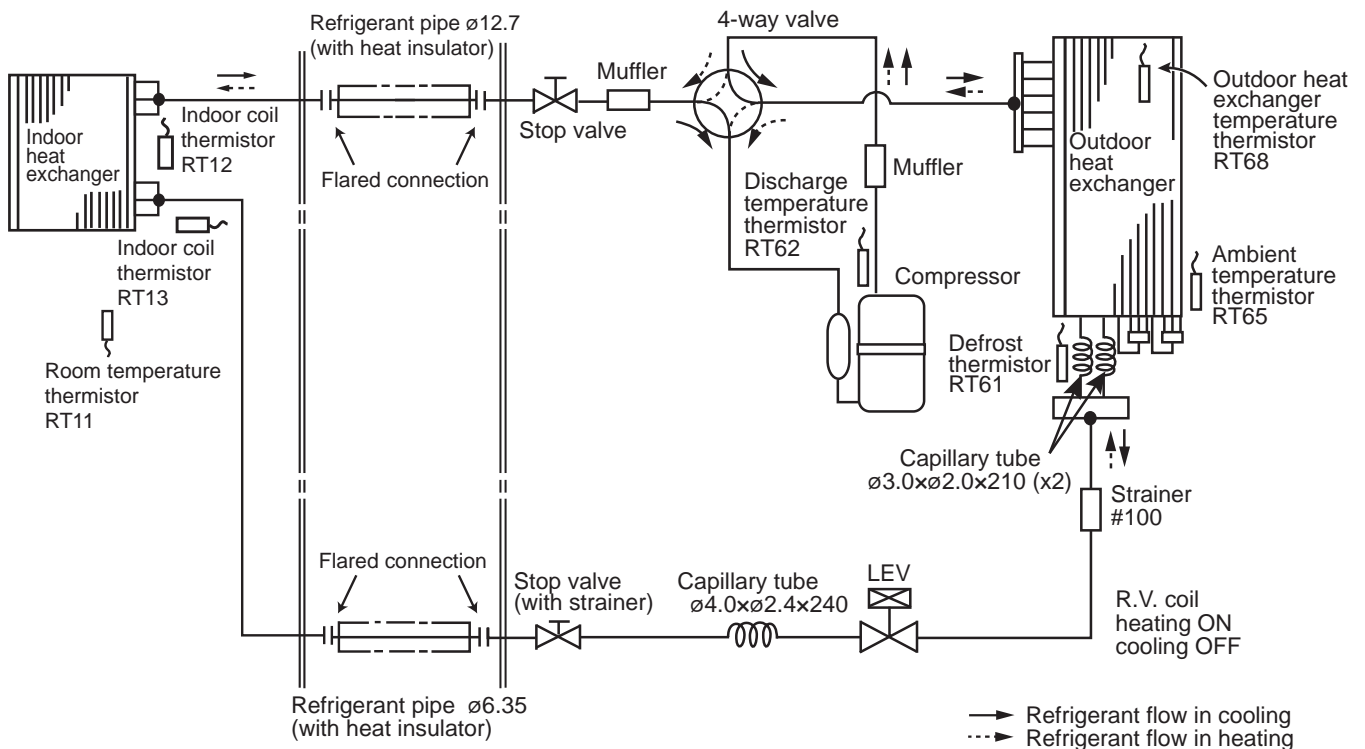 Refrigerant pipe ø12.7
(with heat insulator)
4-way valve
Muffler
Stop valve
Flared connection
Indoor
heat
exchanger
Indoor coil
thermistor
RT12
Indoor coil
thermistor
RT13
Room temperature
thermistor
RT11
Discharge
temperature
thermistor
RT62
Muffler
Compressor
Outdoor
heat
exchanger
Outdoor heat
exchanger
temperature
thermistor
RT68
Ambient
temperature
thermistor
RT65
Defrost
thermistor
RT61
Capillary tube
ø3.0×ø2.0×210 (x2)
Strainer
#100
Flared connection
Stop valve
(with strainer)
Capillary tube
ø4.0×ø2.4×240
LEV
R.V. coil
heating ON
cooling OFF
Refrigerant pipe ø6.35
(with heat insulator)
Refrigerant flow in cooling
Refrigerant flow in heating